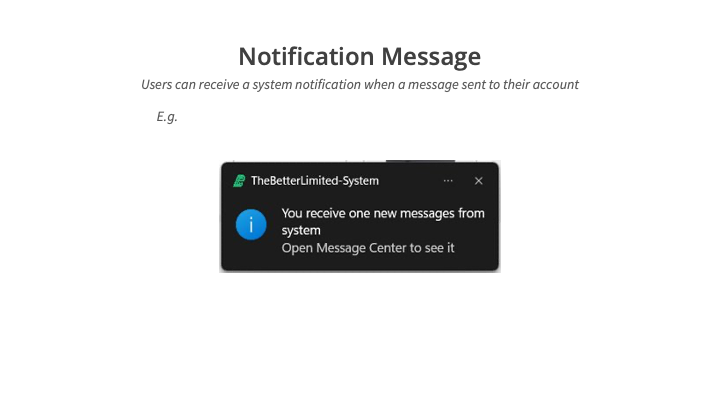 Notification Message
Users can receive a system notification when a message sent to their account
E.g.
TheBetterLimited-System
You receive one new messages from
system
Open Message Center to see it